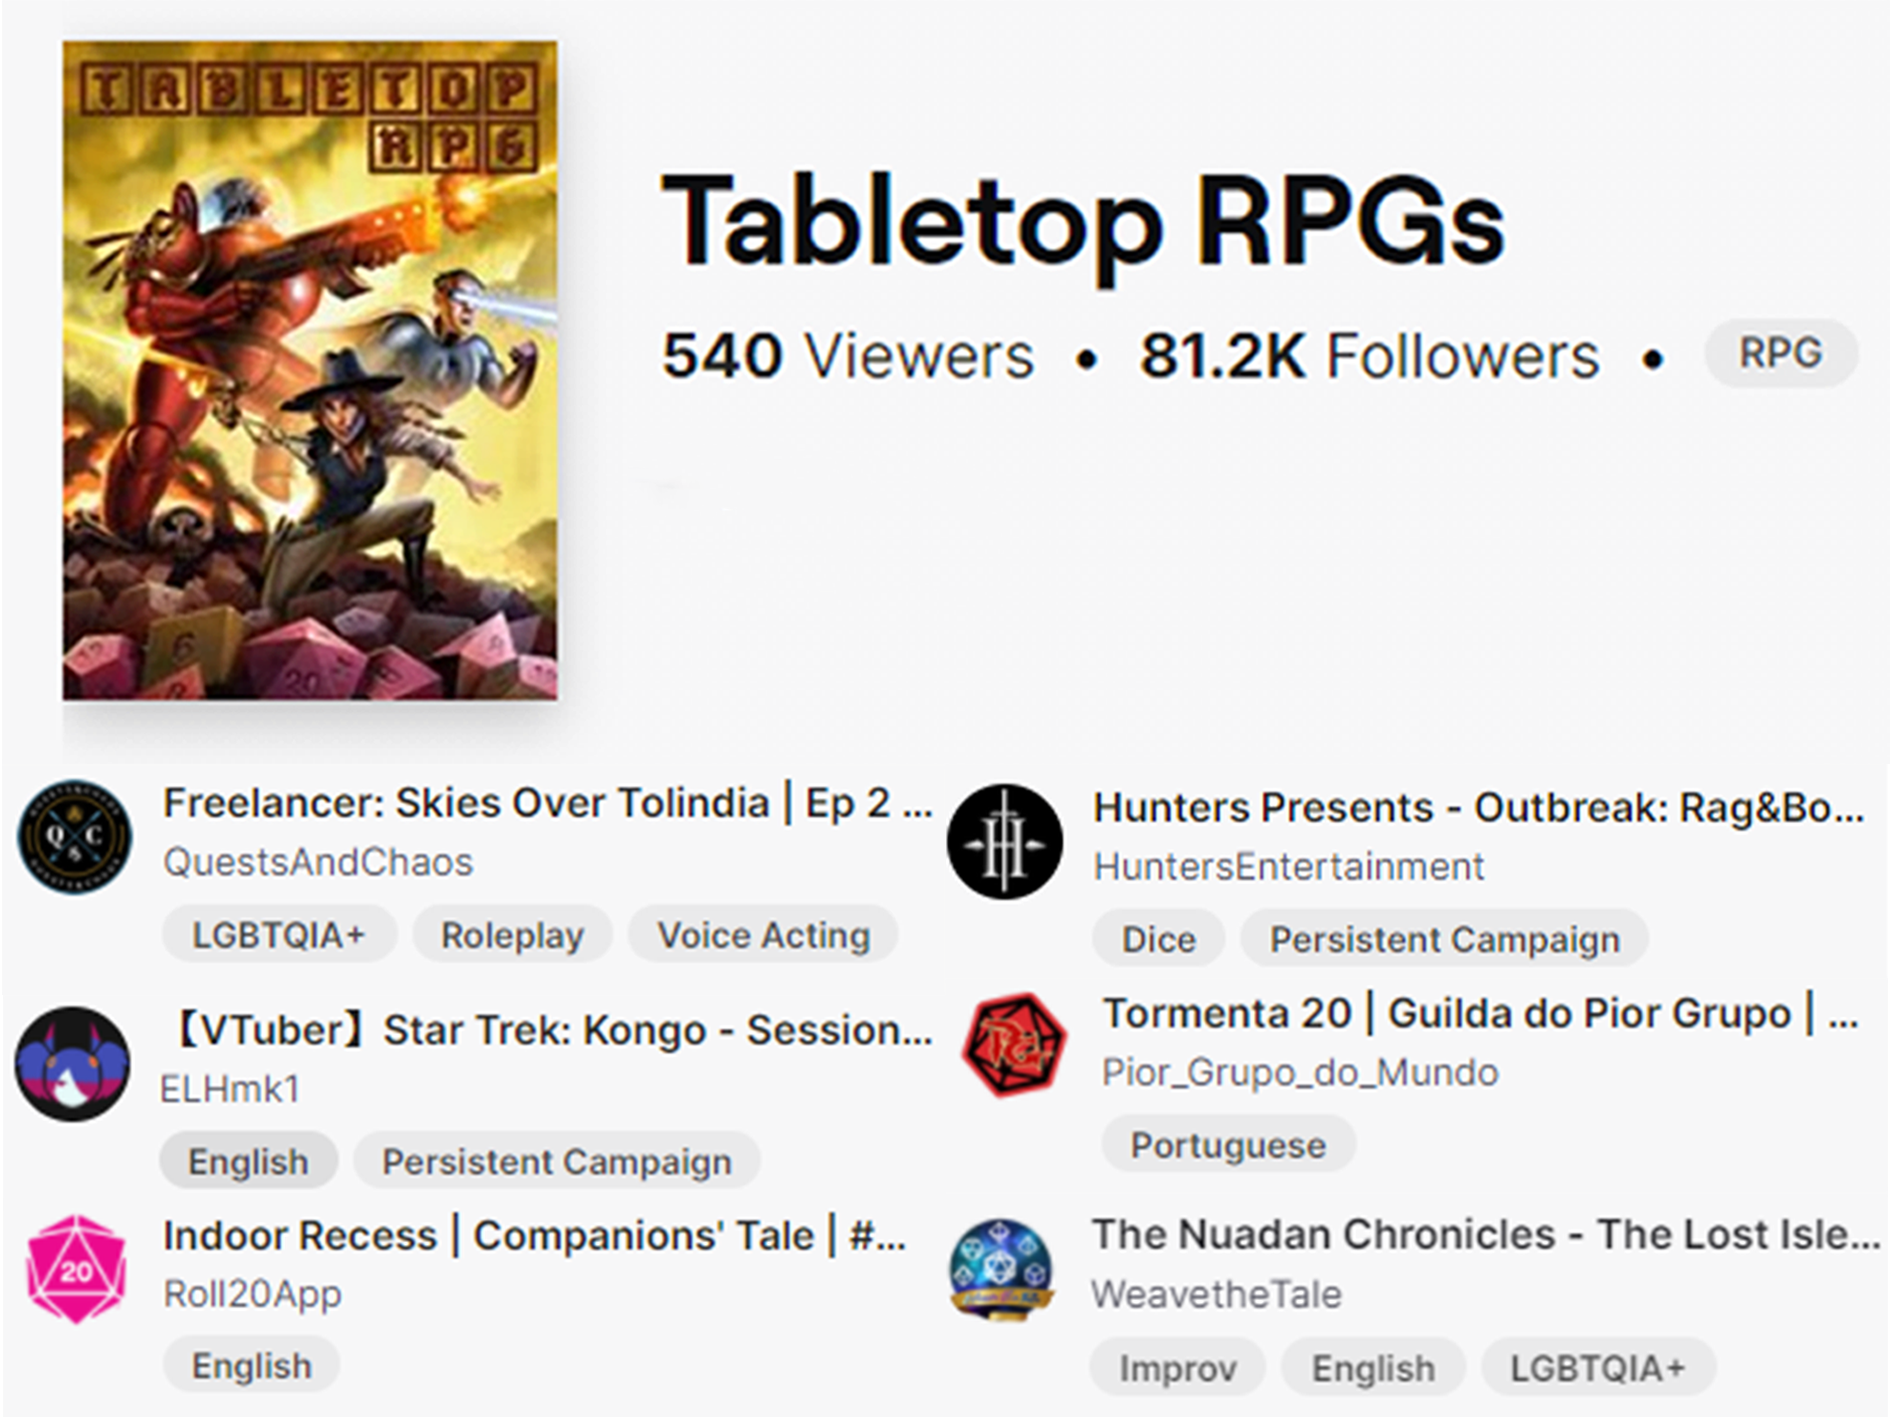 TABLETOP
RPG
Tabletop RPGs
540 Viewers • 81.2K Followers • RPG
6
20
Freelancer: Skies Over Tolindia | Ep 2 ...
QuestsAndChaos
LGBTQIA+ Roleplay Voice Acting
Q C
S
Hunters Presents - Outbreak: Rag&Bo...
HuntersEntertainment
Dice Persistent Campaign
H
【VTuber】Star Trek: Kongo - Session...
ELHmk1
English Persistent Campaign
Tormenta 20 | Guilda do Pior Grupo | ...
Pior_Grupo_do_Mundo
Portuguese
20
Indoor Recess | Companions' Tale | #...
Roll20App
English
The Nuadan Chronicles - The Lost Isle...
WeavetheTale
Improv English LGBTQIA+